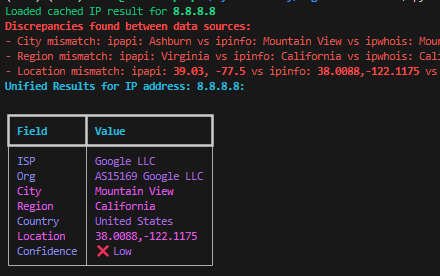 Loaded cached IP result for 8.8.8.8
Discrepancies found between data sources:
- City mismatch: ipapi: Ashburn vs ipinfo: Mountain View vs ipwhois: Mou
- Region mismatch: ipapi: Virginia vs ipinfo: California vs ipwhois: Cali
- Location mismatch: ipapi: 39.03, -77.5 vs ipinfo: 38.0088,-122.1175 vs
Unified Results for IP address: 8.8.8.8:
Field Value
ISP Google LLC
Org AS15169 Google LLC
City Mountain View
Region California
Country United States
Location 38.0088,-122.1175
Confidence ❌ Low